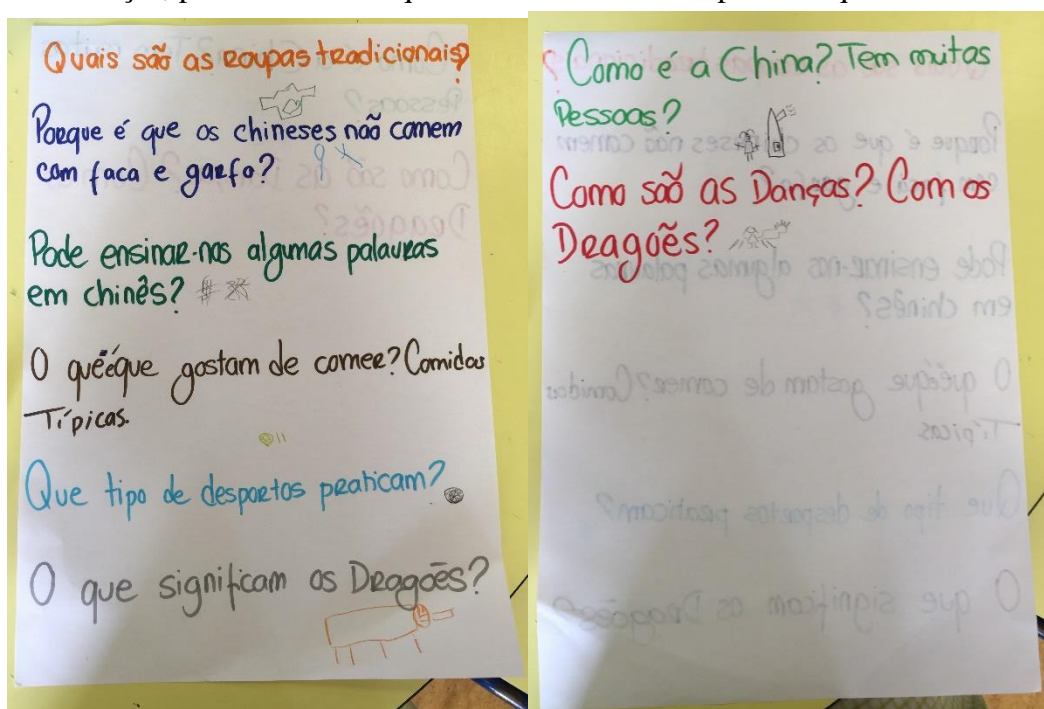 Quais são as roupas tradicionais?
Porque é que os chineses não comem
com faca e garfo?
Pode ensinar-nos algumas palavras
em chinês?
O quê é que gostam de comer? Comidas
Típicas.
Que tipo de desportos praticam?
O que significam os Dragões?
Como é a China? Tem muitas
Pessoas?
Como são as Danças? Com os
Dragões?